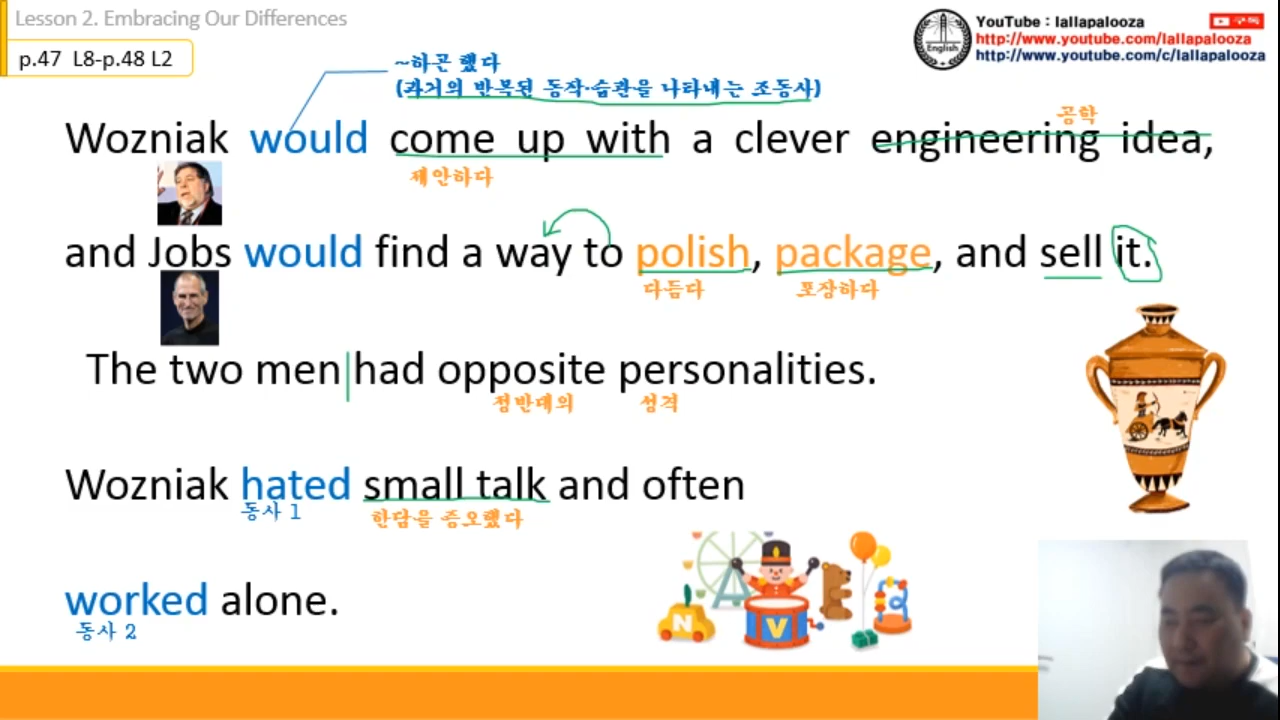 Lesson 2. Embracing Our Differences
p.47 L8-p.48 L2
YouTube : lallapalooza
구독
http://www.youtube.com/lallapalooza
http://www.youtube.com/c/lallapalooza
English
~하곤 했다
(과거의 반복된 동작·습관을 나타내는 조동사)
공학
Wozniak would come up with a clever engineering idea,
제안하다
and Jobs would find a way to polish, package, and sell it.
다듬다 포장하다
The two men had opposite personalities.
정반대의 성격
Wozniak hated small talk and often
동사 1 한담을 증오했다
worked alone.
동사 2
N
V